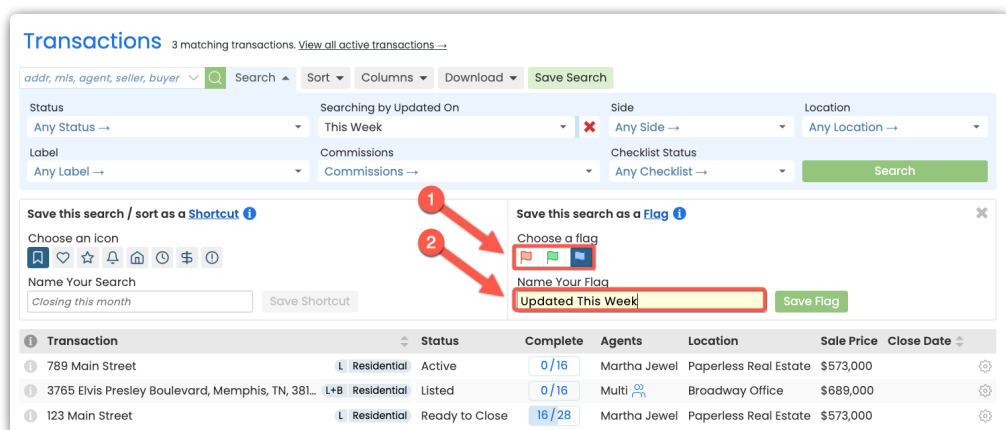 Transactions 3 matching transactions. View all active transactions →
addr, mls, agent, seller, buyer Search Sort Columns Download Save Search
Status Searching by Updated On Side Location
Any Status → This Week Any Side → Any Location →
Label Commissions Checklist Status
Any Label → Commissions → Any Checklist → Search
1
Save this search / sort as a Shortcut i Save this search as a Flag i
Choose an icon Choose a flag
2
Name Your Search Name Your Flag
Closing this month Save Shortcut Updated This Week Save Flag
i Transaction Status Complete Agents Location Sale Price Close Date
789 Main Street L Residential Active 0/16 Martha Jewel Paperless Real Estate $573,000
3765 Elvis Presley Boulevard, Memphis, TN, 381... L+B Residential Listed 0/16 Multi Broadway Office $689,000
123 Main Street L Residential Ready to Close 16/28 Martha Jewel Paperless Real Estate $573,000